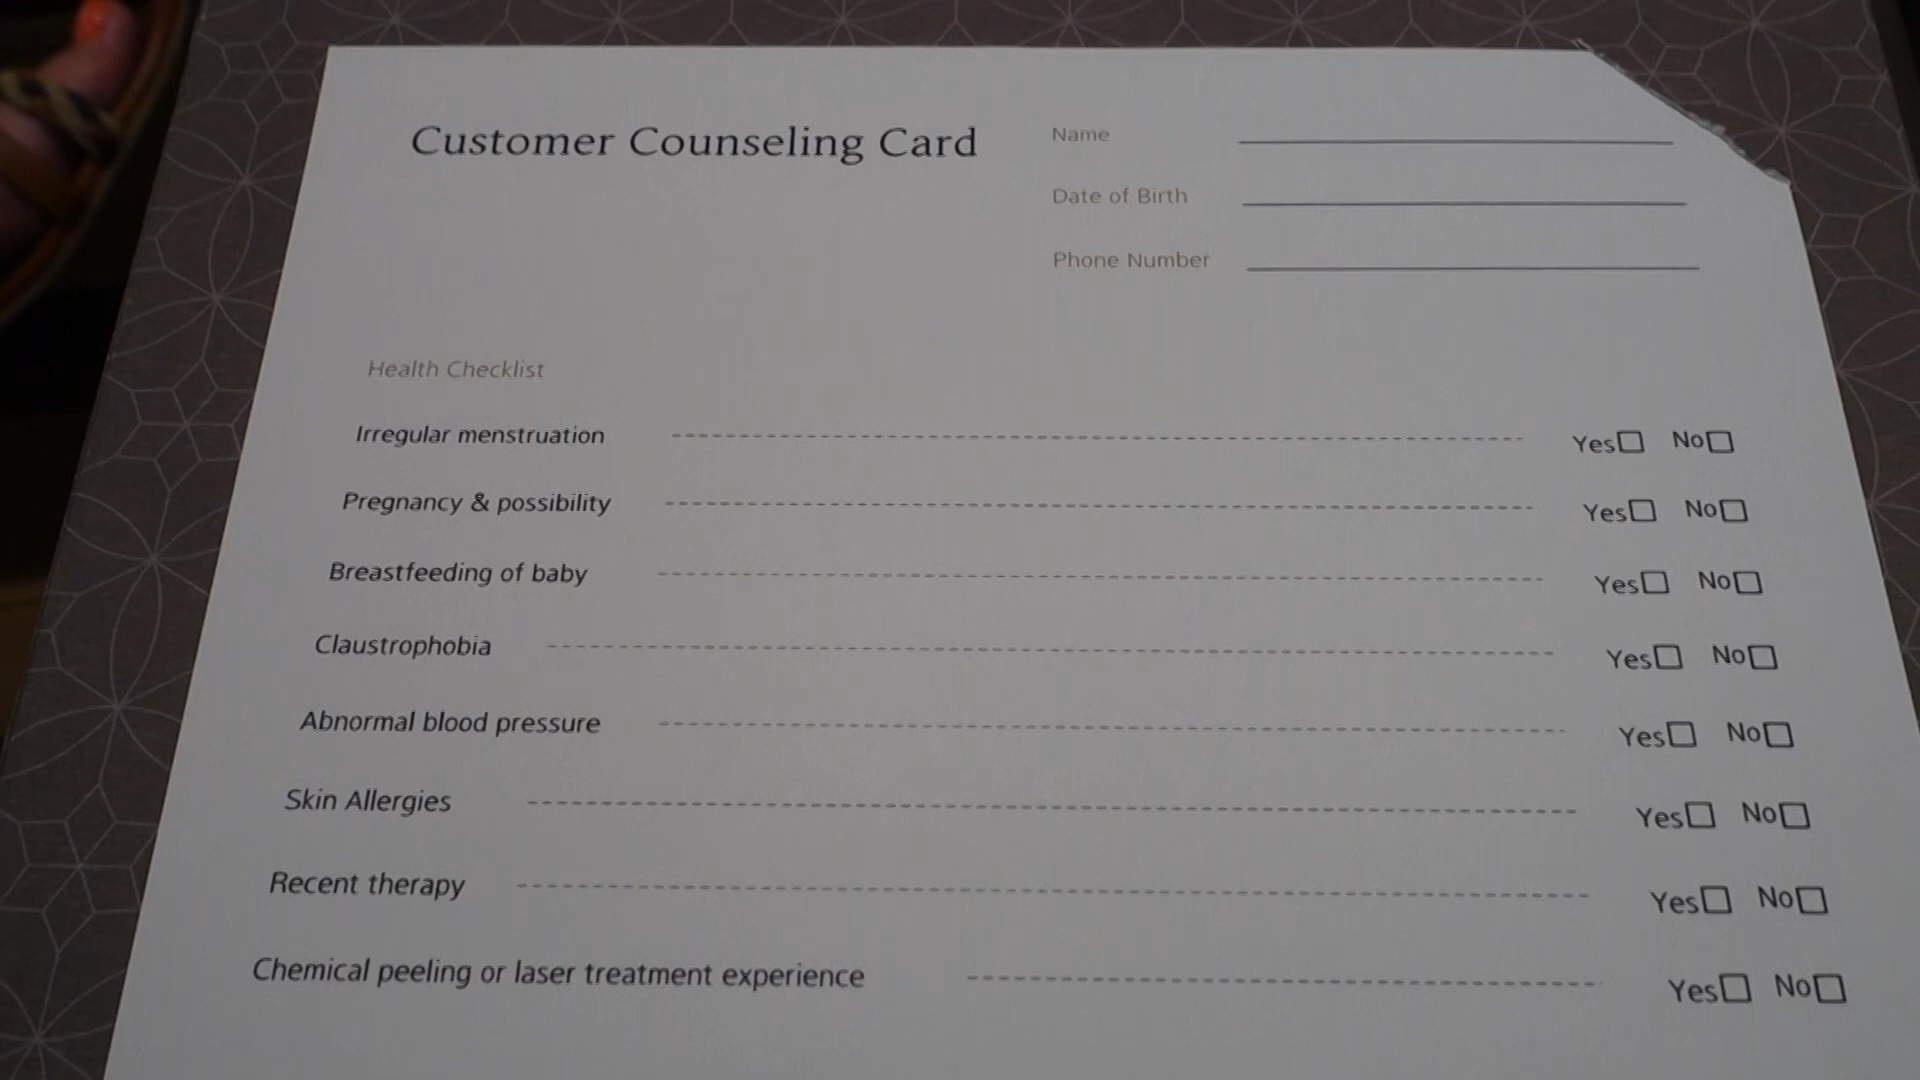 Customer Counseling Card
Name
Date of Birth
Phone Number
Health Checklist
Irregular menstruation Yes No
Pregnancy & possibility Yes No
Breastfeeding of baby Yes No
Claustrophobia Yes No
Abnormal blood pressure Yes No
Skin Allergies Yes No
Recent therapy Yes No
Chemical peeling or laser treatment experience Yes No